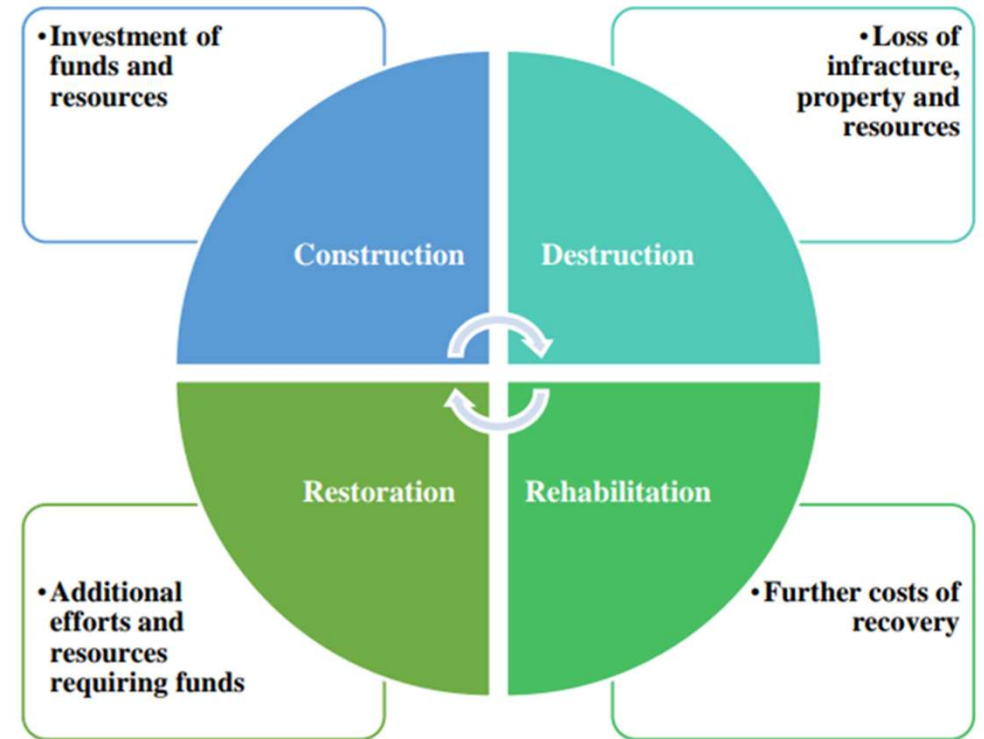 •Investment of
funds and
resources
•Loss of
infracture,
property and
resources
Construction
Destruction
Restoration
Rehabilitation
•Additional
efforts and
resources
requiring funds
•Further costs of
recovery